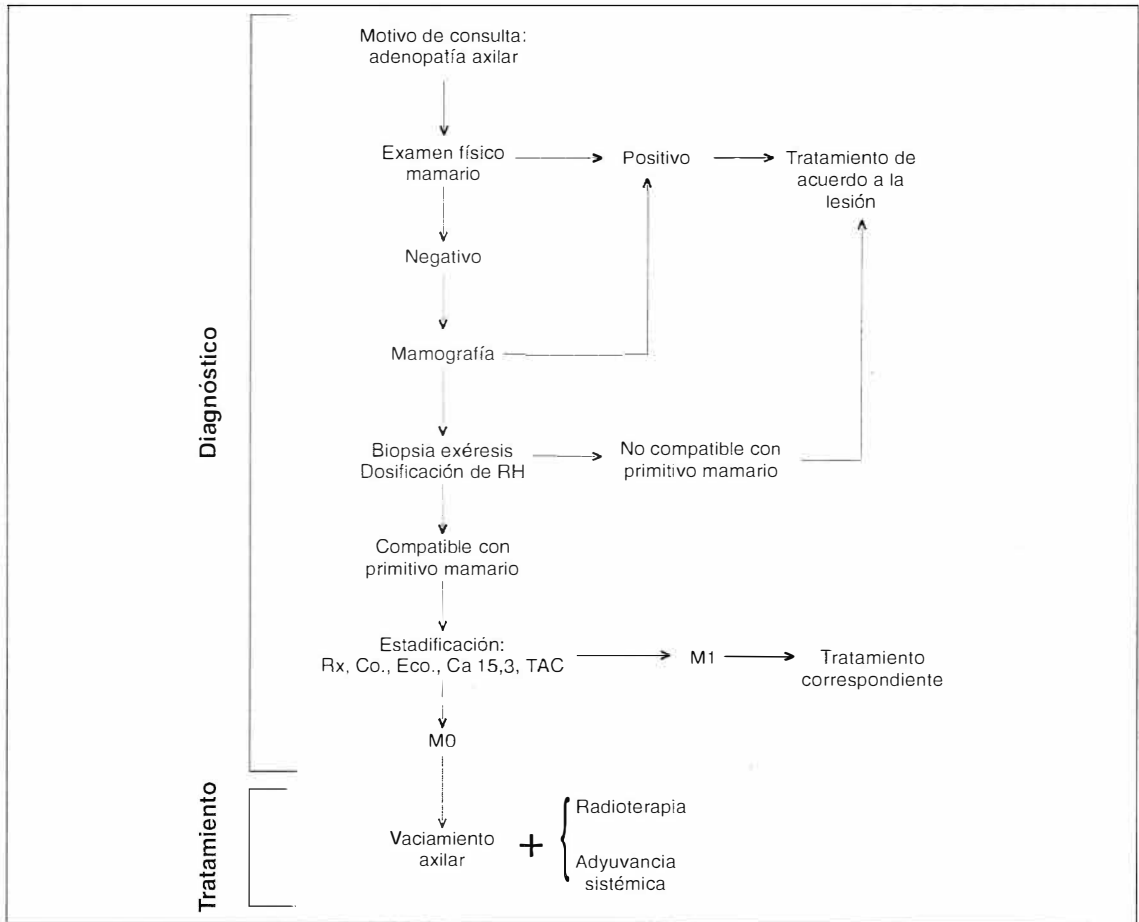 Motivo de consulta:
adenopatía axilar
Examen físico
mamario
Positivo
Tratamiento de
acuerdo a la
lesión
Negativo
Mamografía
Diagnóstico
Biopsia exéresis
Dosificación de RH
No compatible con
primitivo mamario
Compatible con
primitivo mamario
Estadificación:
Rx, Co., Eco., Ca 15,3, TAC
M1
Tratamiento
correspondiente
M0
Tratamiento
Vaciamiento
axilar
+
Radioterapia
Adyuvancia
sistémica